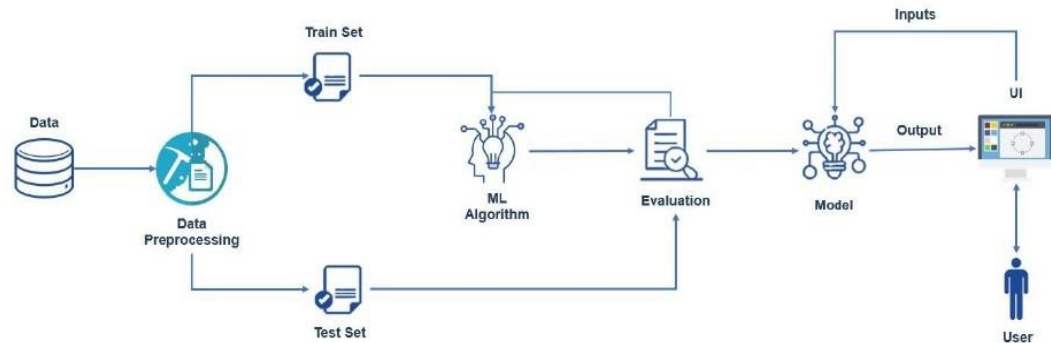 Data
Data
Preprocessing
Train Set
Test Set
ML
Algorithm
Evaluation
Model
Inputs
Output
UI
User